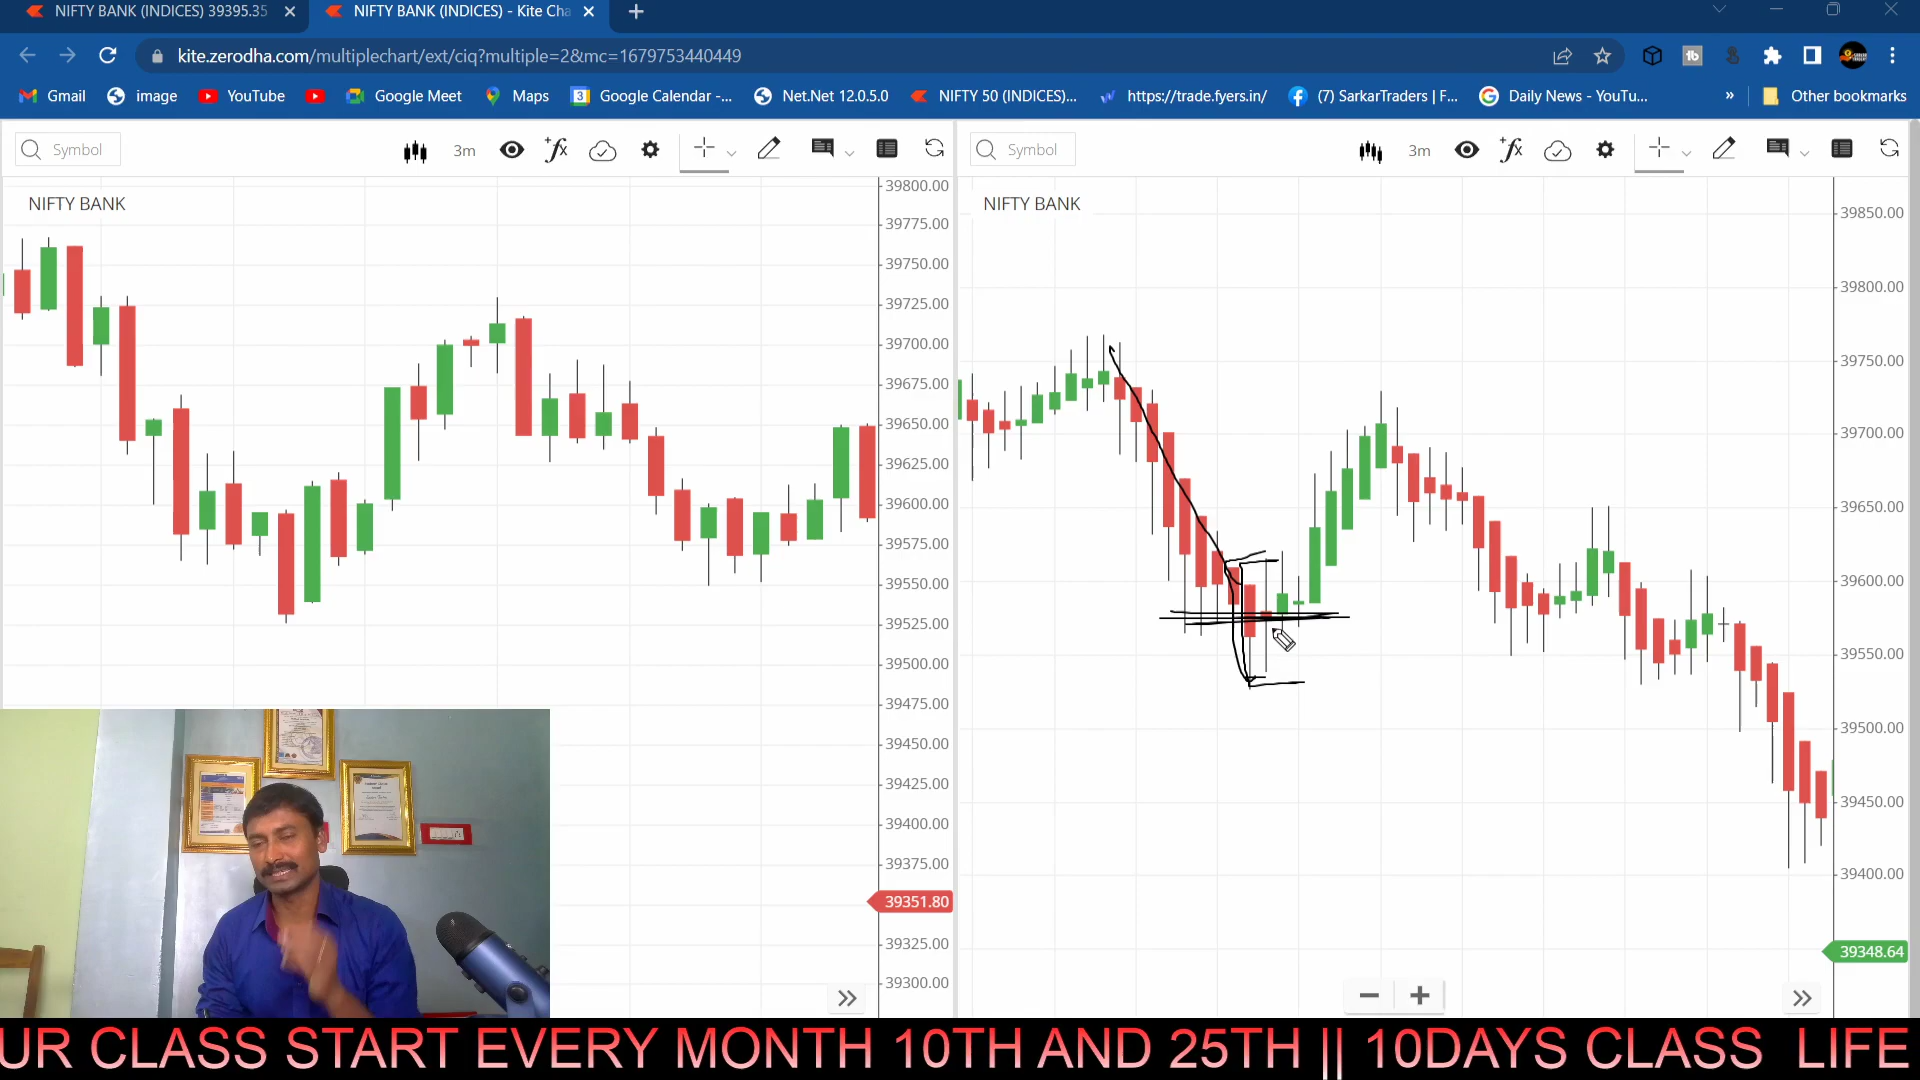 NIFTY BANK (INDICES) 39395.35
NIFTY BANK (INDICES) - Kite Cha
kite.zerodha.com/multiplechart/ext/ciq?multiple=2&mc=1679753440449
Gmail
image
YouTube
Google Meet
3
Maps
Google Calendar -...
Net.Net 12.0.5.0
NIFTY 50 (INDICES)...
https://trade.fyers.in/
(7) SarkarTraders | F...
Daily News - YouTu...
»
Other bookmarks
Symbol
3m
Symbol
3m
NIFTY BANK
39800.00
39775.00
39750.00
39725.00
39700.00
39675.00
39650.00
39625.00
39600.00
39575.00
39550.00
39525.00
39500.00
39475.00
39450.00
39425.00
39400.00
39375.00
39351.80
39325.00
39300.00
NIFTY BANK
39850.00
39800.00
39750.00
39700.00
39650.00
39600.00
39550.00
39500.00
39450.00
39400.00
39348.64
UR CLASS START EVERY MONTH 10TH AND 25TH || 10DAYS CLASS LIFE